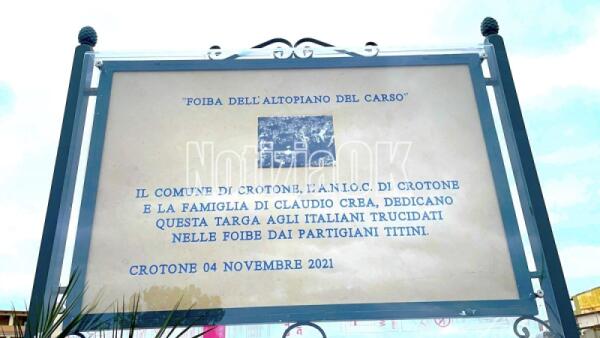 "FOIBA DELL'ALTOPIANO DEL CARSO"
NotiziaOK
IL COMUNE DI CROTONE, L'A.N.I.O.C. DI CROTONE
E LA FAMIGLIA DI CLAUDIO CREA, DEDICANO
QUESTA TARGA AGLI ITALIANI TRUCIDATI
NELLE FOIBE DAI PARTIGIANI TITINI.
CROTONE 04 NOVEMBRE 2021